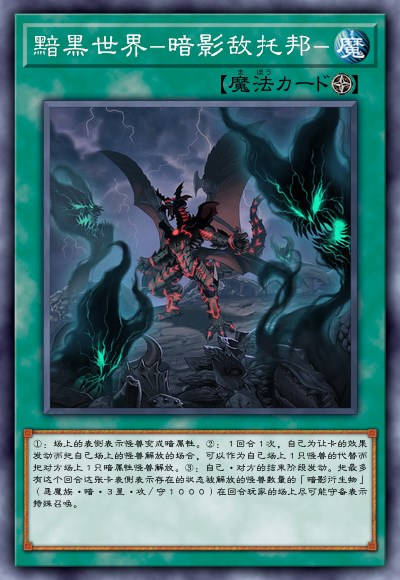 黯黑世界－暗影敌托邦－
魔
【魔法カード】
まほう
①：场上的表侧表示怪兽变成暗属性。②：1回合1次，自己为让卡的效果
发动而把自己场上的怪兽解放的场合，可以作为自己场上1只怪兽的代替而
把对方场上1只暗属性怪兽解放。③：自己·对方的结束阶段发动。把最多
有这个回合这张卡表侧表示存在的状态被解放的怪兽数量的「暗影衍生物」
（恶魔族·暗·3星·攻／守1000）在回合玩家的场上尽可能守备表示
特殊召唤。